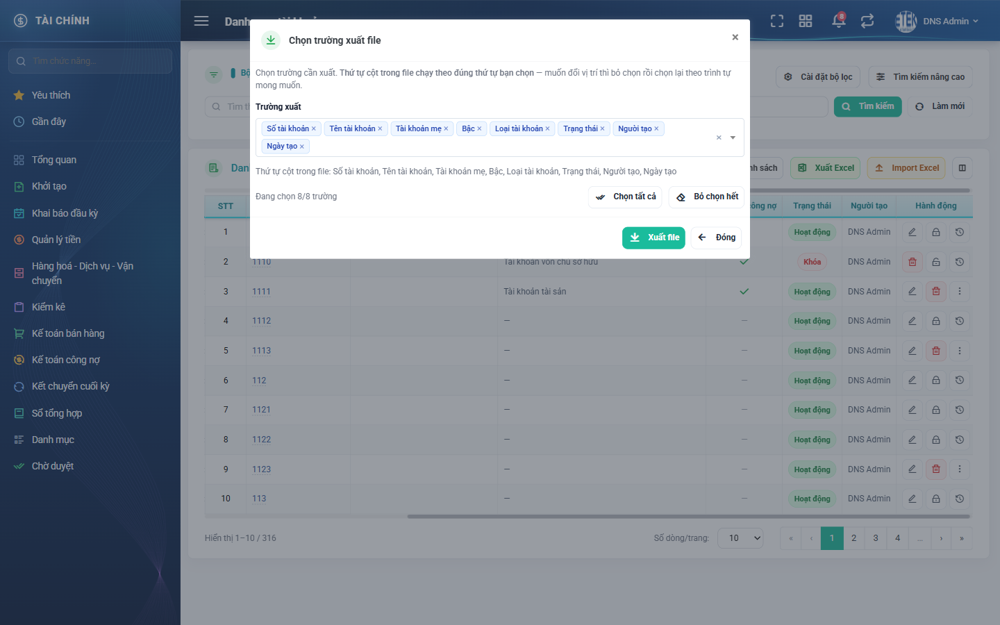 TÀI CHÍNH
Tìm chức năng...
Yêu thích
Gần đây
Tổng quan
Khởi tạo
Khai báo đầu kỳ
Quản lý tiền
Hàng hoá - Dịch vụ - Vận
chuyển
Kiểm kê
Kế toán bán hàng
Kế toán công nợ
Kết chuyển cuối kỳ
Sổ tổng hợp
Danh mục
Chờ duyệt
8
DNS Admin
Chọn trường xuất file
×
Chọn trường cần xuất. Thứ tự cột trong file chạy theo đúng thứ tự bạn chọn — muốn đổi vị trí thì bỏ chọn rồi chọn lại theo trình tự
mong muốn.
Trường xuất
Số tài khoản × Tên tài khoản × Tài khoản mẹ × Bậc × Loại tài khoản × Trạng thái × Người tạo ×
Ngày tạo ×
×
Thứ tự cột trong file: Số tài khoản, Tên tài khoản, Tài khoản mẹ, Bậc, Loại tài khoản, Trạng thái, Người tạo, Ngày tạo
Đang chọn 8/8 trường
Chọn tất cả
Bỏ chọn hết
Xuất file
Đóng
Cài đặt bộ lọc
Tìm kiếm nâng cao
Tìm kiếm
Làm mới
sách
Xuất Excel
Import Excel
STT công nợ Trạng thái Người tạo Hành động
1 Hoạt động DNS Admin
2 1110 Tài khoản vốn chủ sở hữu Khóa DNS Admin
3 1111 Tài khoản tài sản Hoạt động DNS Admin
4 1112 — — Hoạt động DNS Admin
5 1113 — — Hoạt động DNS Admin
6 112 — — Hoạt động DNS Admin
7 1121 — — Hoạt động DNS Admin
8 1122 — — Hoạt động DNS Admin
9 1123 — — Hoạt động DNS Admin
10 113 — — Hoạt động DNS Admin
Hiển thị 1–10 / 316
Số dòng/trang: 10
« ‹ 1 2 3 4 ... › »